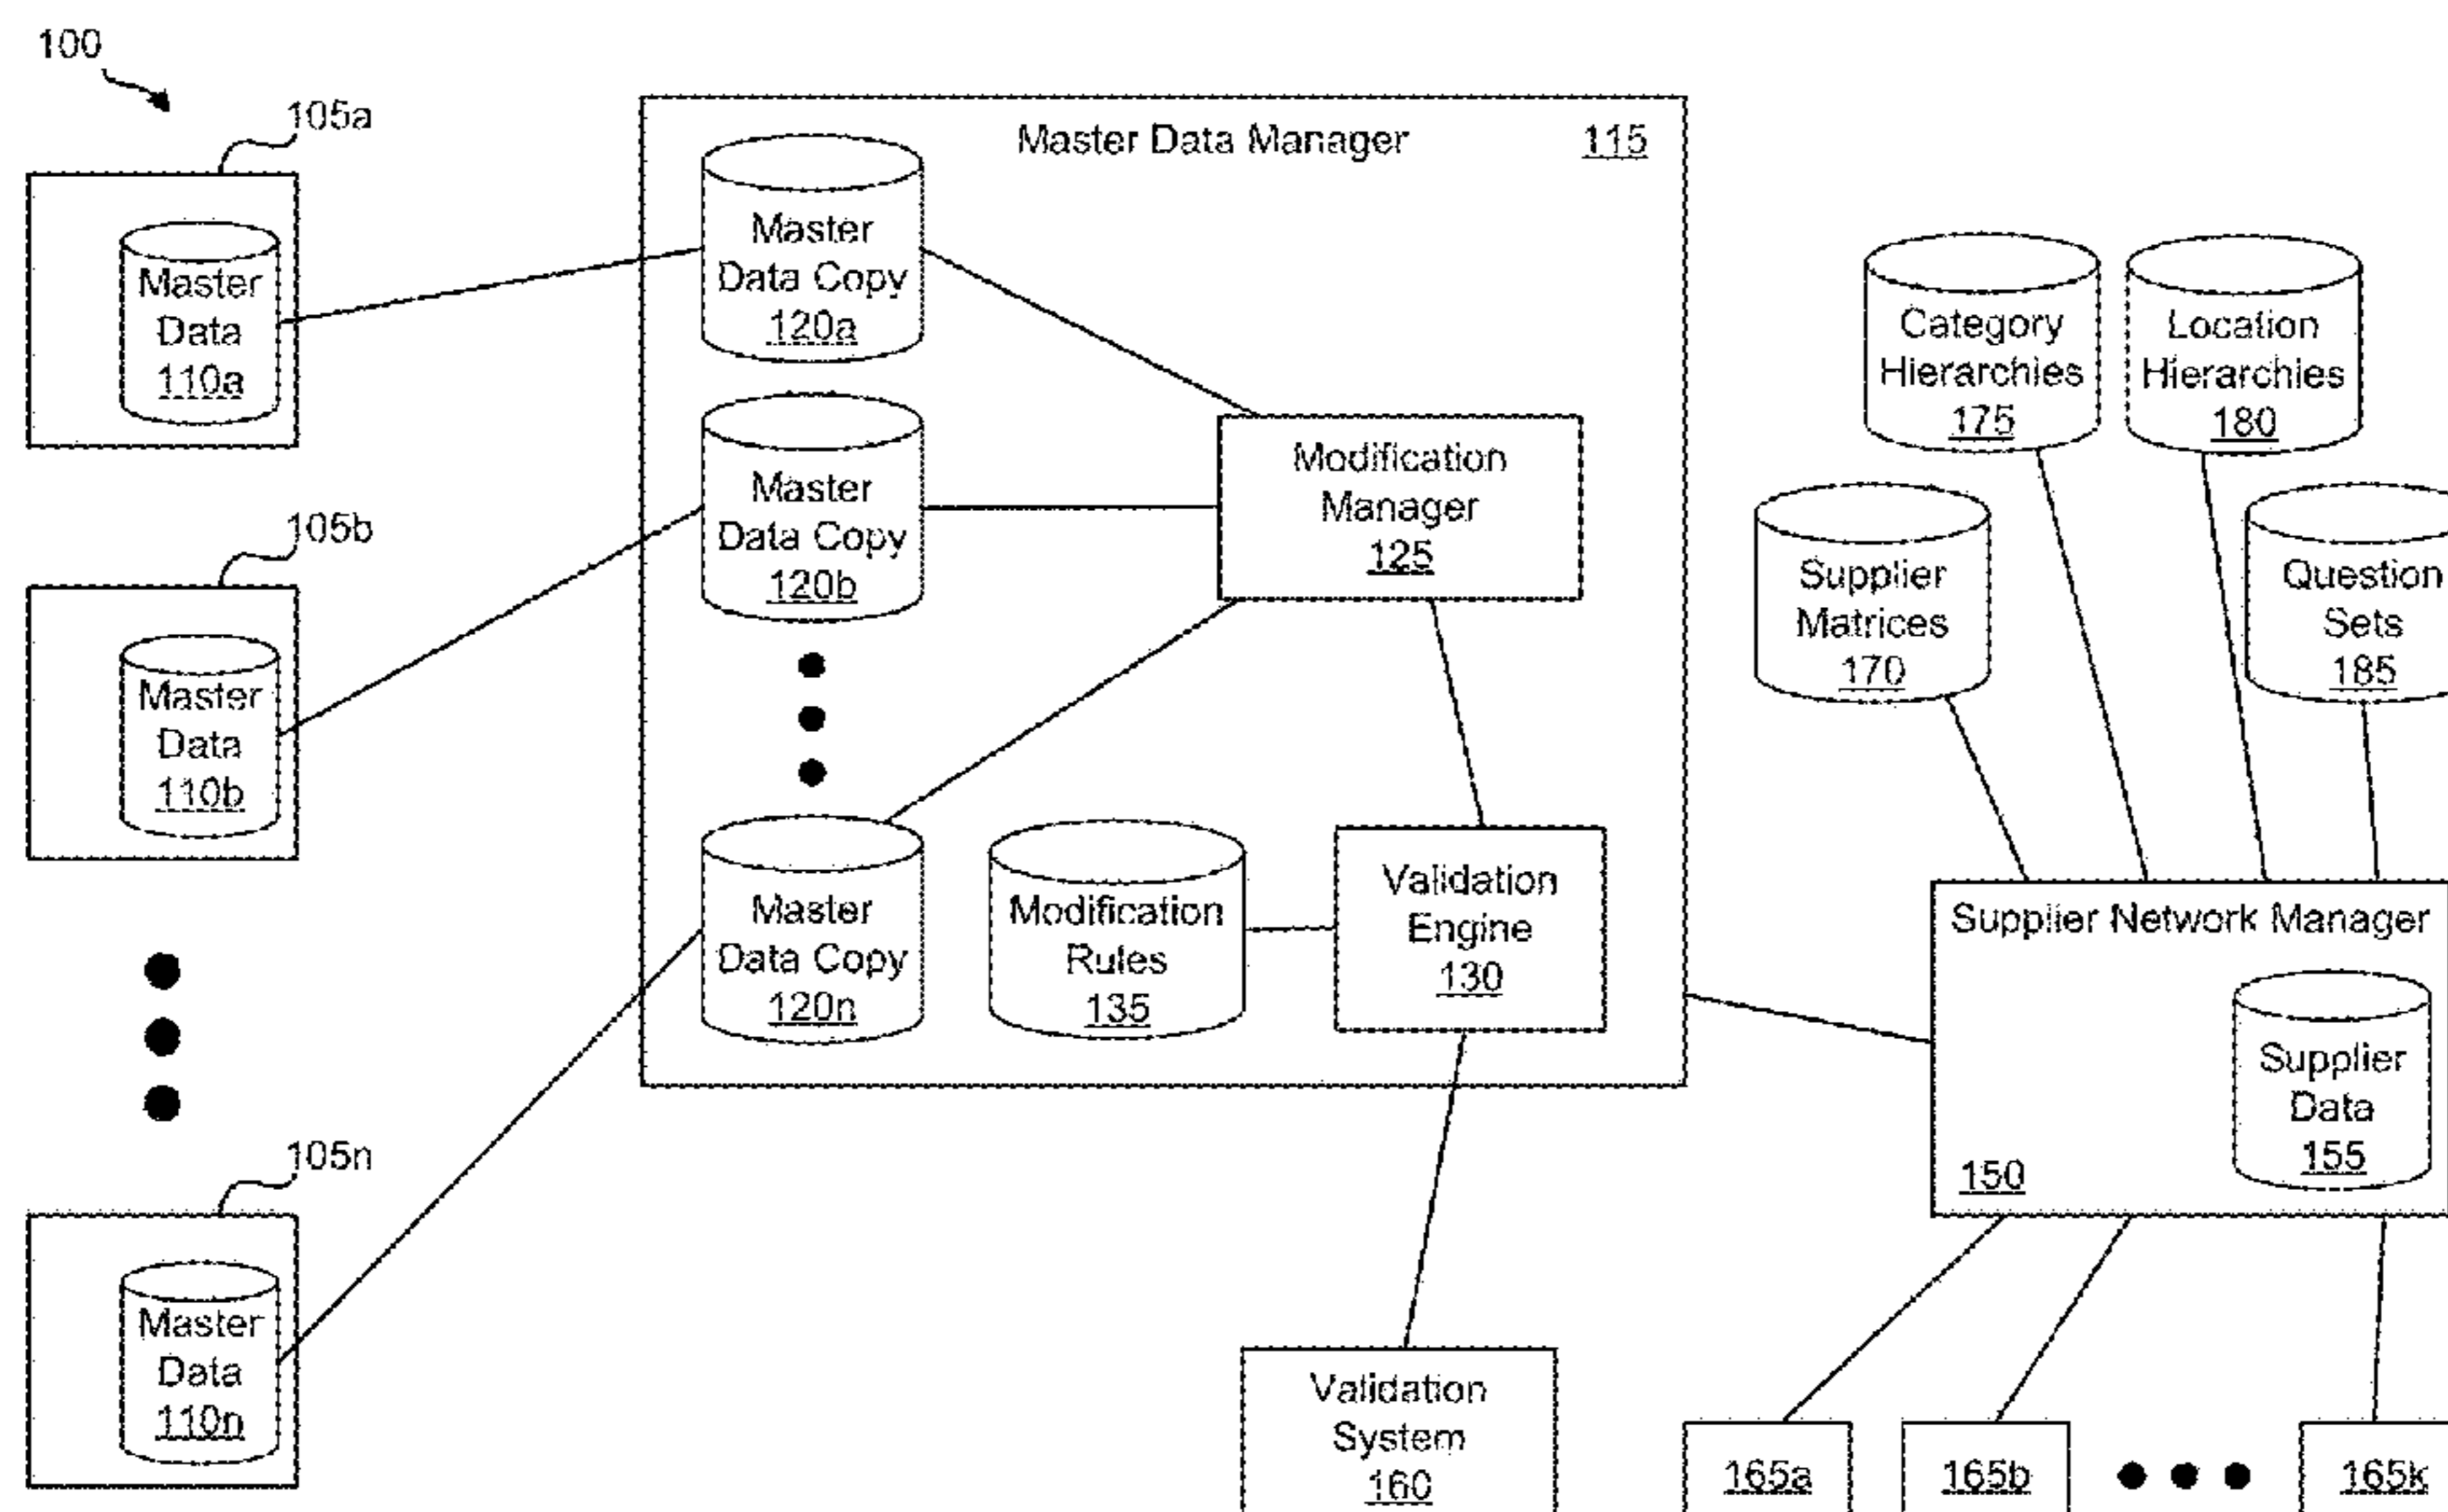 100
105a
Master
Data
110a
105b
Master
Data
110b
105n
Master
Data
110n
Master Data Manager 115
Master
Data Copy
120a
Master
Data Copy
120b
Master
Data Copy
120n
Modification
Manager
125
Modification
Rules
135
Validation
Engine
130
Validation
System
160
Category
Hierarchies
175
Location
Hierarchies
180
Supplier
Matrices
170
Question
Sets
185
Supplier Network Manager
150
Supplier
Data
155
165a
165b
165k